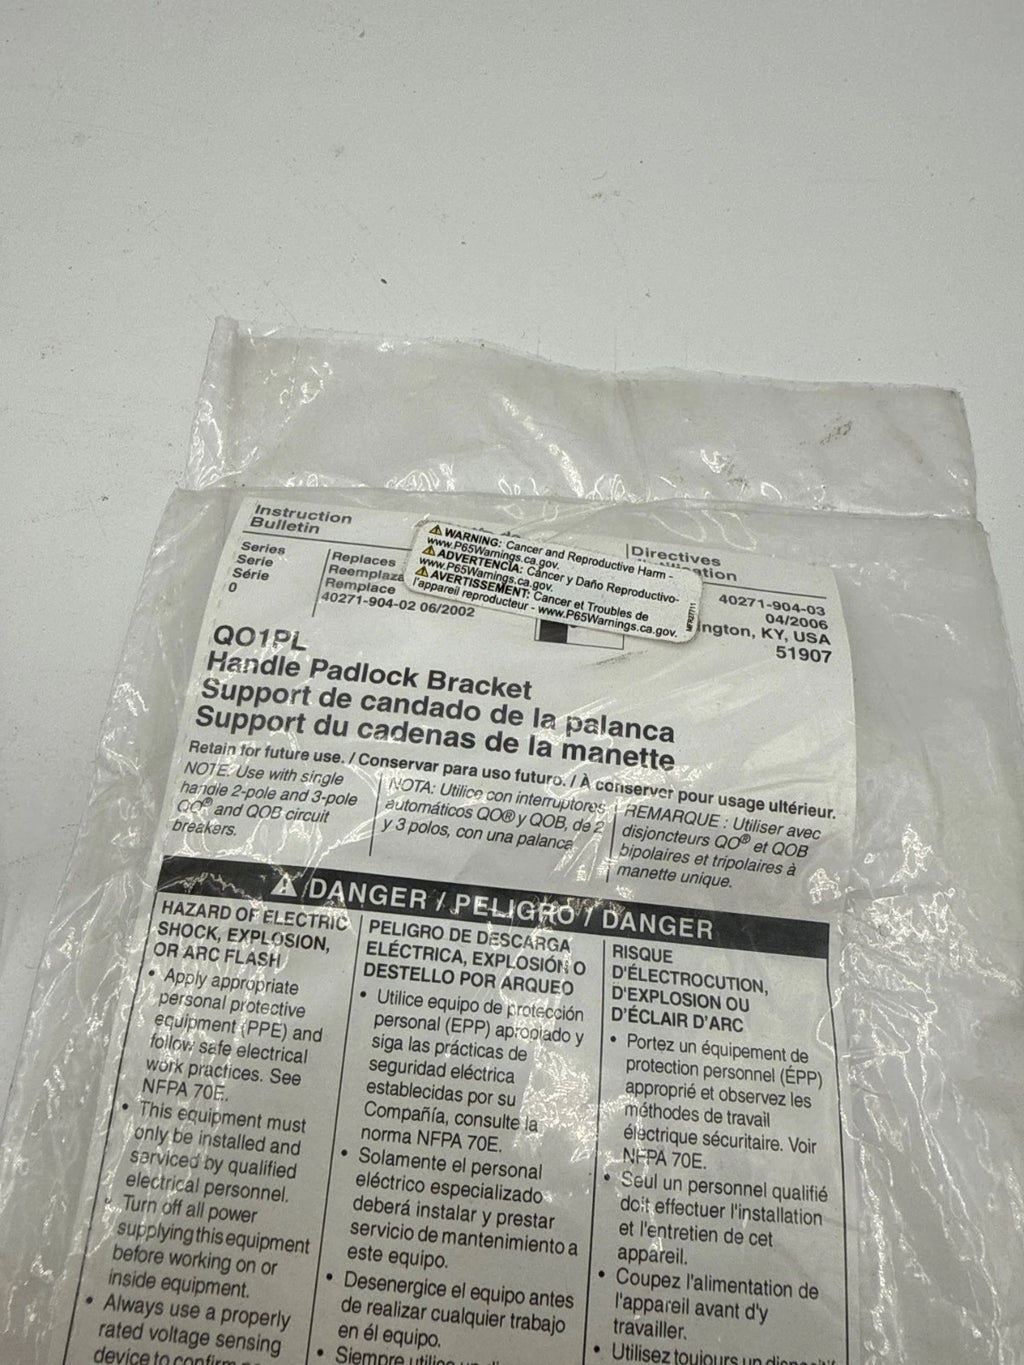 Instruction
Bulletin
Directives
Series
Serie
Série
0
Replaces
Reemplaza
Remplace
40271-904-02 06/2002
⚠ WARNING: Cancer and Reproductive Harm -
www.P65Warnings.ca.gov.
⚠ ADVERTENCIA: Cáncer y Daño Reproductivo-
www.P65Warnings.ca.gov.
⚠ AVERTISSEMENT: Cancer et Troubles de
l'appareil reproducteur - www.P65Warnings.ca.gov.
40271-904-03
04/2006
ington, KY, USA
51907
QO1PL
Handle Padlock Bracket
Support de candado de la palanca
Support du cadenas de la manette
Retain for future use. / Conservar para uso futuro. / À conserver pour usage ultérieur.
NOTE: Use with single
handle 2-pole and 3-pole
QO® and QOB circuit
breakers.
NOTA: Utilice con interruptores
automáticos QO® y QOB, de 2
y 3 polos, con una palanca
REMARQUE : Utiliser avec
disjoncteurs QO® et QOB
bipolaires et tripolaires à
manette unique.
⚠ DANGER / PELIGRO / DANGER
HAZARD OF ELECTRIC
SHOCK, EXPLOSION,
OR ARC FLASH
• Apply appropriate
personal protective
equipment (PPE) and
follow safe electrical
work practices. See
NFPA 70E.
• This equipment must
only be installed and
serviced by qualified
electrical personnel.
• Turn off all power
supplying this equipment
before working on or
inside equipment.
• Always use a properly
rated voltage sensing
device to confirm
PELIGRO DE DESCARGA
ELÉCTRICA, EXPLOSIÓN O
DESTELLO POR ARQUEO
• Utilice equipo de protección
personal (EPP) apropiado y
siga las prácticas de
seguridad eléctrica
establecidas por su
Compañía, consulte la
norma NFPA 70E.
• Solamente el personal
eléctrico especializado
deberá instalar y prestar
servicio de mantenimiento a
este equipo.
• Desenergice el equipo antes
de realizar cualquier trabajo
en él equipo.
• Siempre utilice un
RISQUE
D'ÉLECTROCUTION,
D'EXPLOSION OU
D'ÉCLAIR D'ARC
• Portez un équipement de
protection personnel (ÉPP)
approprié et observez les
méthodes de travail
électrique sécuritaire. Voir
NFPA 70E.
• Seul un personnel qualifié
doit effectuer l'installation
et l'entretien de cet
appareil.
• Coupez l'alimentation de
l'appareil avant d'y
travailler.
• Utilisez toujours un